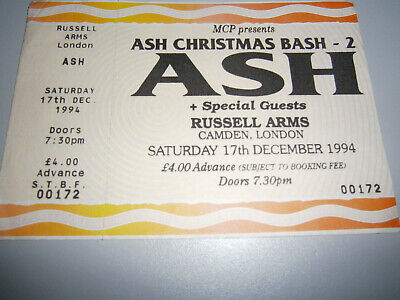 RUSSELL
ARMS
London
ASH
SATURDAY
17th DEC.
1994
Doors
7:30pm
£4.00
Advance
S.T.B.F.
00172
MCP presents
ASH CHRISTMAS BASH - 2
ASH
+ Special Guests
RUSSELL ARMS
CAMDEN, LONDON
SATURDAY 17th DECEMBER 1994
£4.00 Advance (SUBJECT TO BOOKING FEE)
Doors 7.30pm
00172